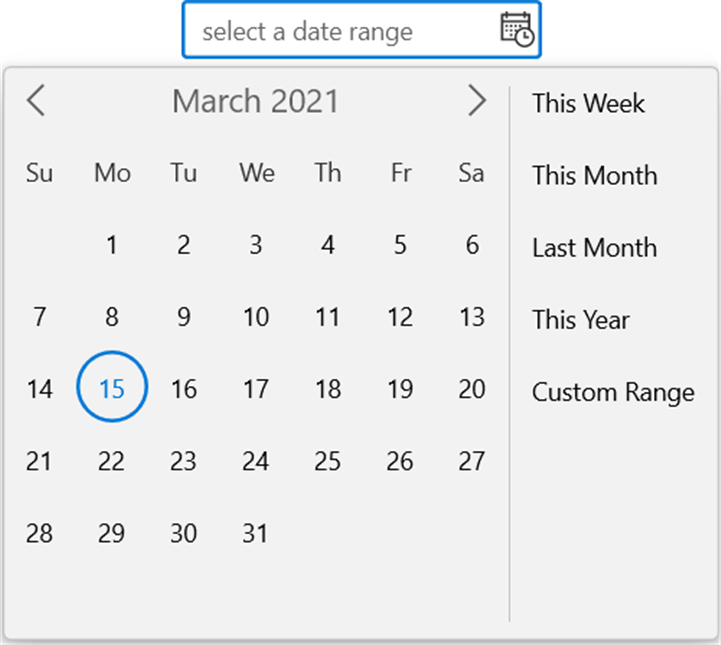 select a date range
March 2021
Su Mo Tu We Th Fr Sa
1 2 3 4 5 6
7 8 9 10 11 12 13
14 15 16 17 18 19 20
21 22 23 24 25 26 27
28 29 30 31
This Week
This Month
Last Month
This Year
Custom Range